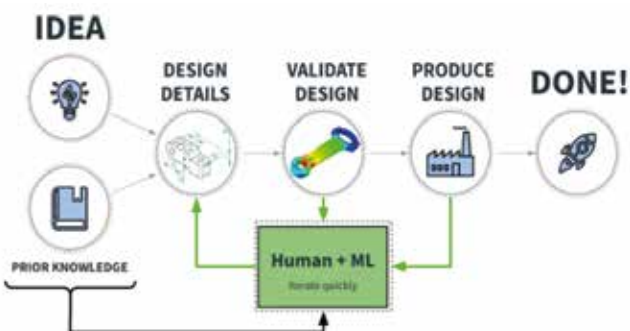 IDEA
DESIGN
DETAILS
VALIDATE
DESIGN
PRODUCE
DESIGN
DONE!
PRIOR KNOWLEDGE
Human + ML
Iterate quickly